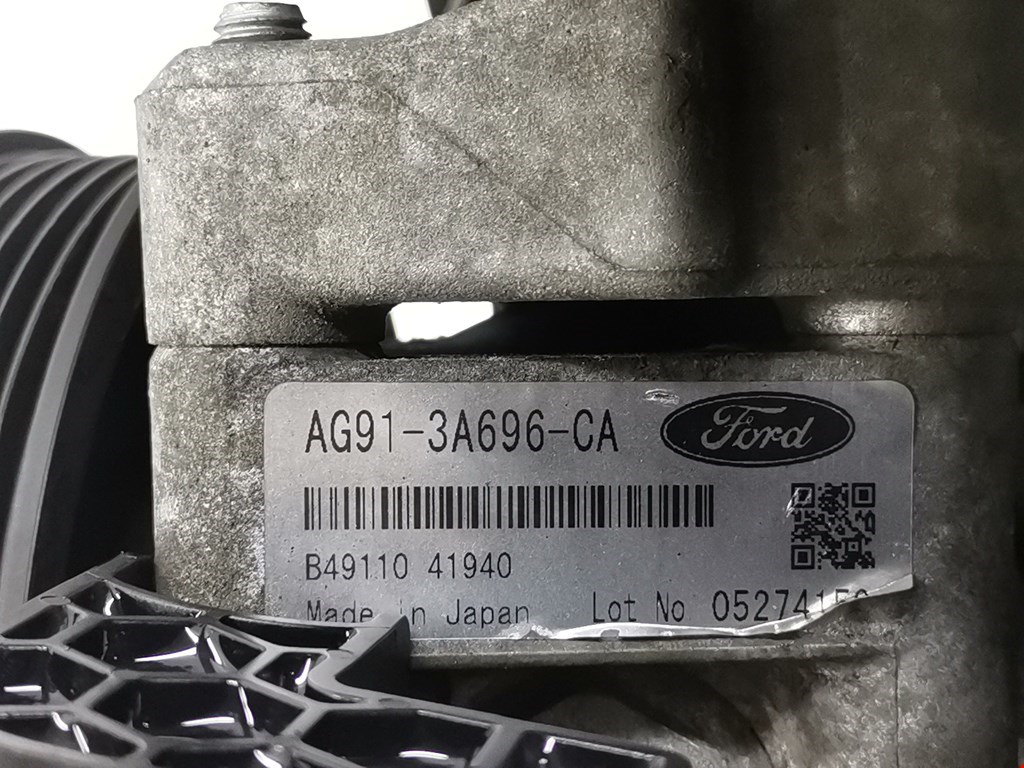 AG91-3A696-CA Ford
B49110 41940
Made in Japan Lot No